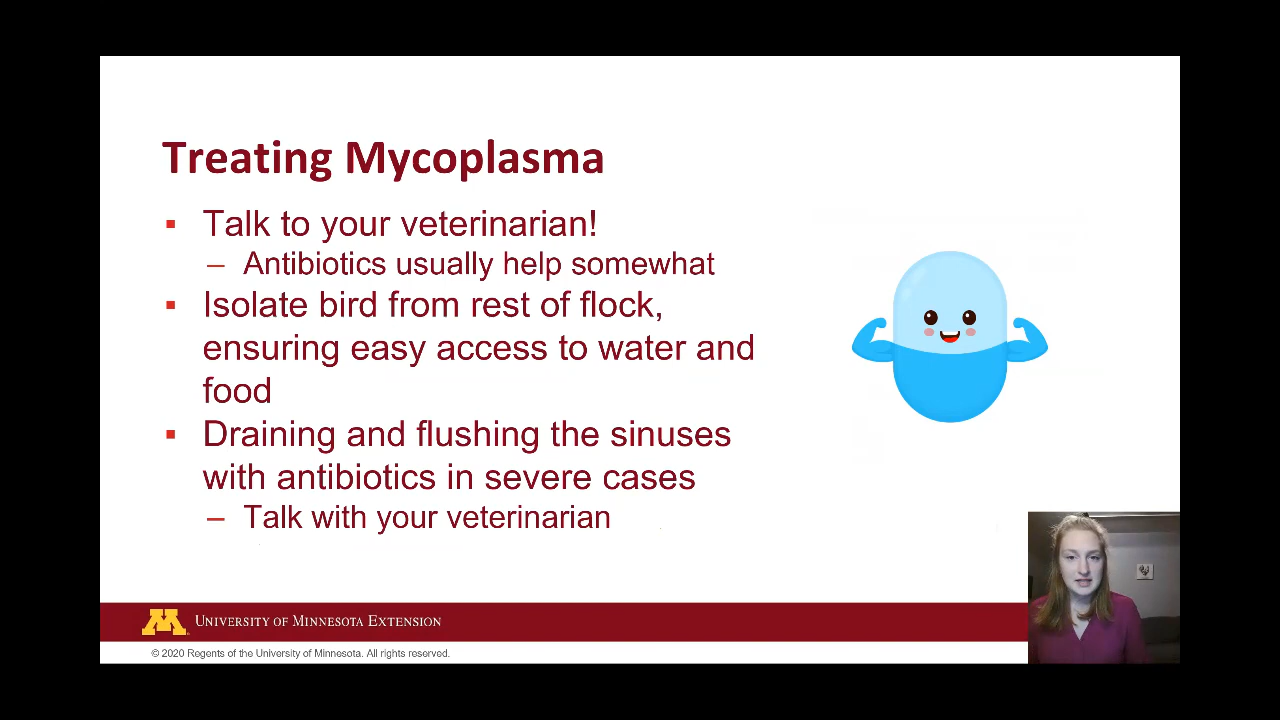 Treating Mycoplasma
▪ Talk to your veterinarian!
– Antibiotics usually help somewhat
▪ Isolate bird from rest of flock,
ensuring easy access to water and
food
▪ Draining and flushing the sinuses
with antibiotics in severe cases
– Talk with your veterinarian
M UNIVERSITY OF MINNESOTA EXTENSION
© 2020 Regents of the University of Minnesota. All rights reserved.